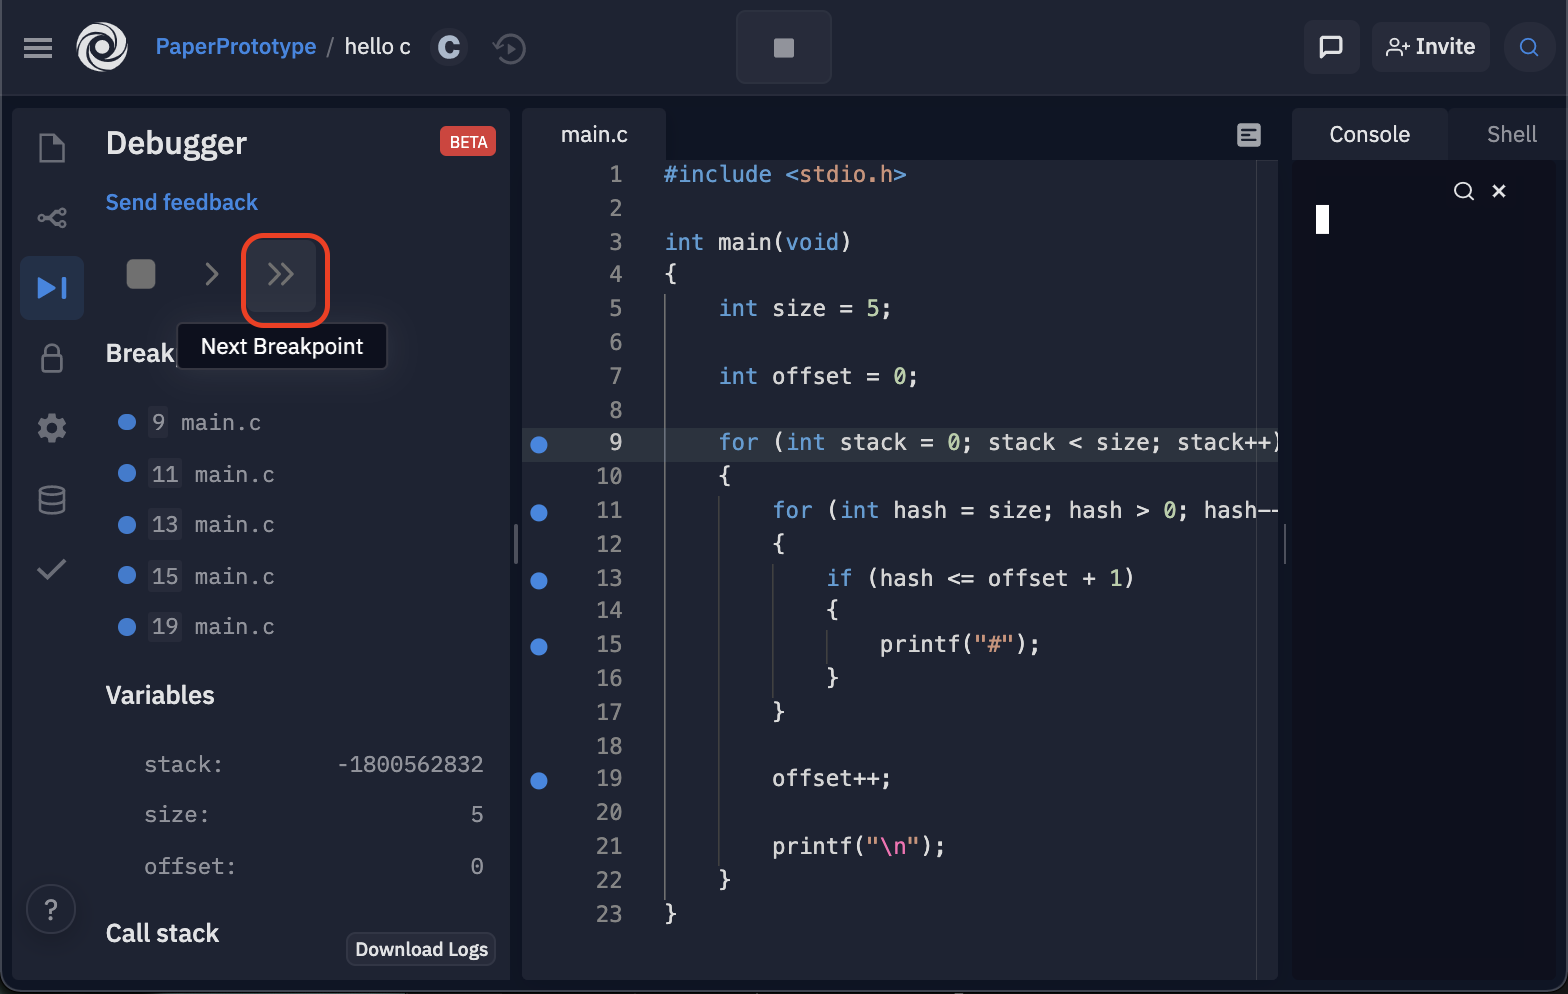 PaperPrototype / hello c C
Invite
Debugger
BETA
Send feedback
Next Breakpoint
Break
9 main.c
11 main.c
13 main.c
15 main.c
19 main.c
Variables
stack: -1800562832
size: 5
offset: 0
Call stack
Download Logs
?
main.c
1 #include <stdio.h>
2
3 int main(void)
4 {
5 int size = 5;
6
7 int offset = 0;
8
9 for (int stack = 0; stack < size; stack++)
10 {
11 for (int hash = size; hash > 0; hash--
12 {
13 if (hash <= offset + 1)
14 {
15 printf("#");
16 }
17 }
18
19 offset++;
20
21 printf("\n");
22 }
23 }
Console
Shell